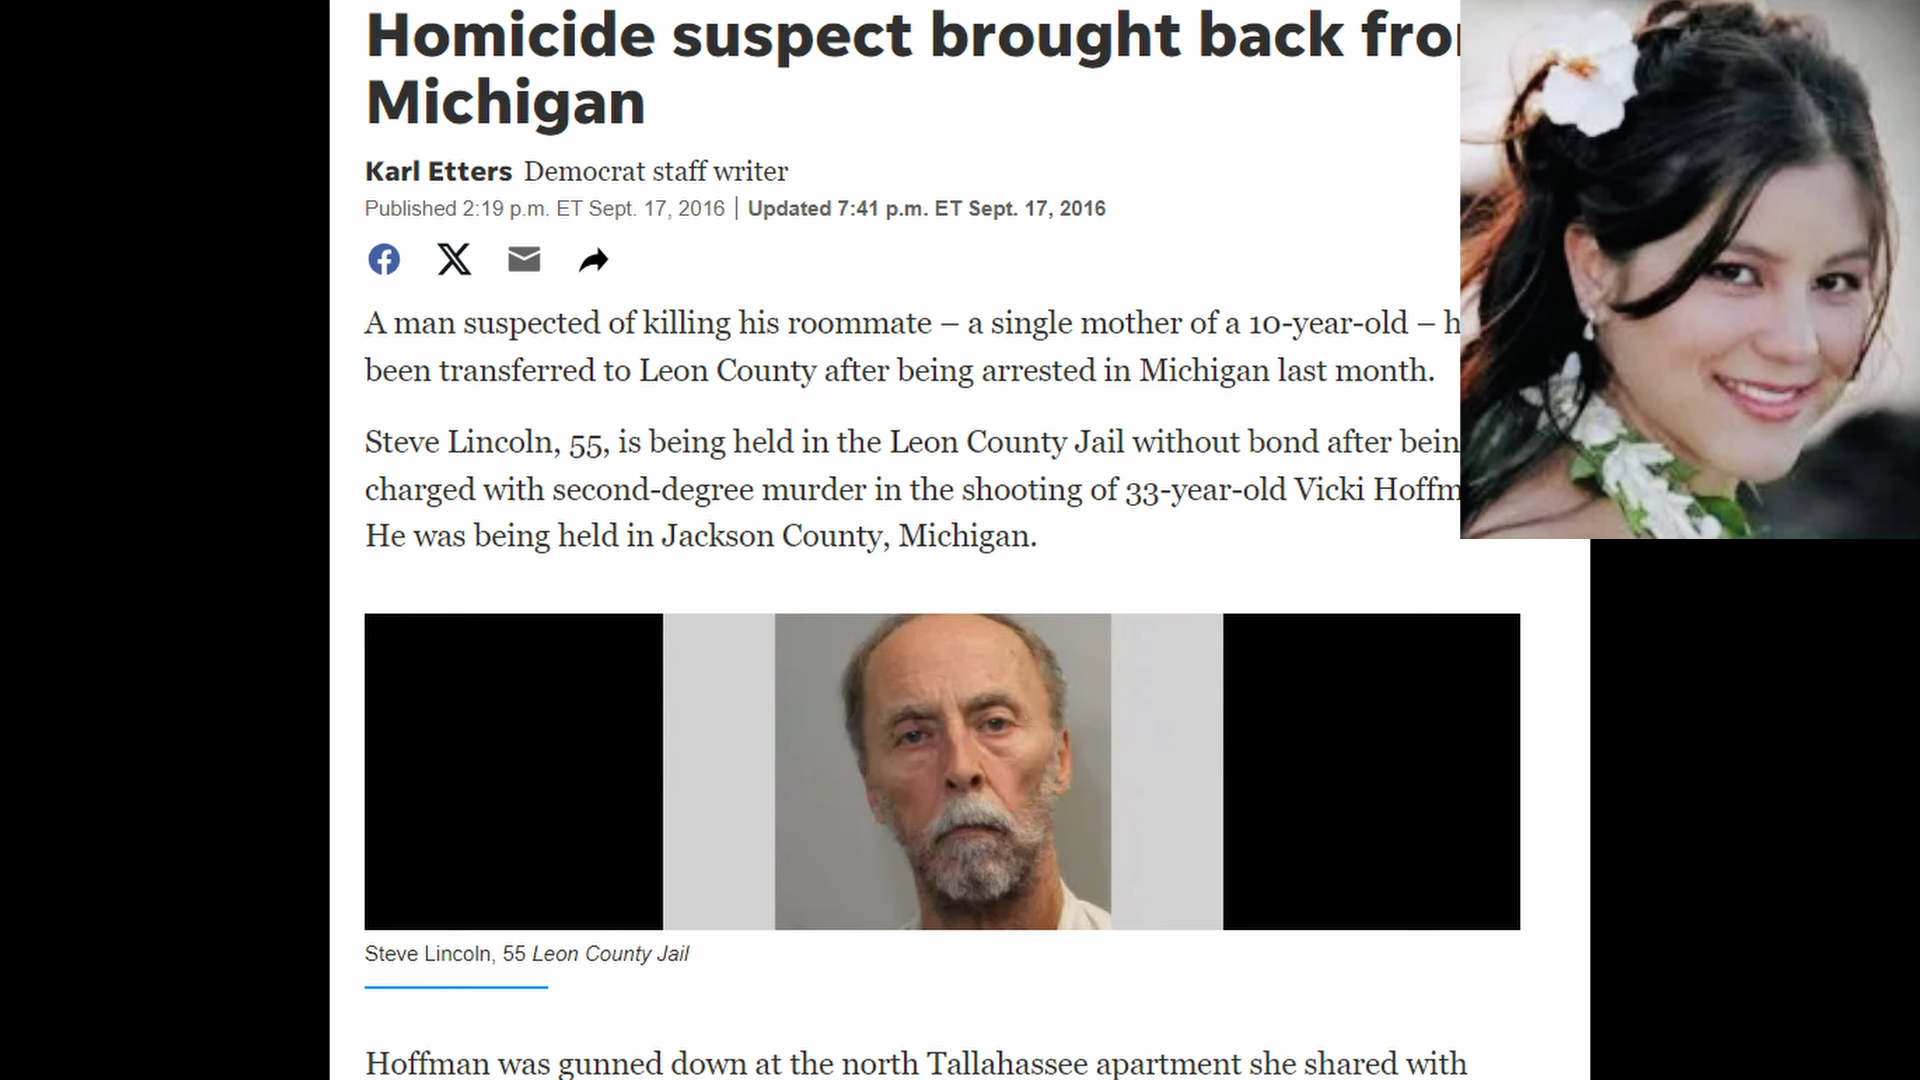 Homicide suspect brought back
Michigan
Karl Etters Democrat staff writer
Published 2:19 p.m. ET Sept. 17, 2016 | Updated 7:41 p.m. ET Sept. 17, 2016
A man suspected of killing his roommate – a single mother of a 10-year-old –
been transferred to Leon County after being arrested in Michigan last month.
Steve Lincoln, 55, is being held in the Leon County Jail without bond after
charged with second-degree murder in the shooting of 33-year-old Vicki
He was being held in Jackson County, Michigan.
Steve Lincoln, 55 Leon County Jail
Hoffman was gunned down at the north Tallahassee apartment she shared with